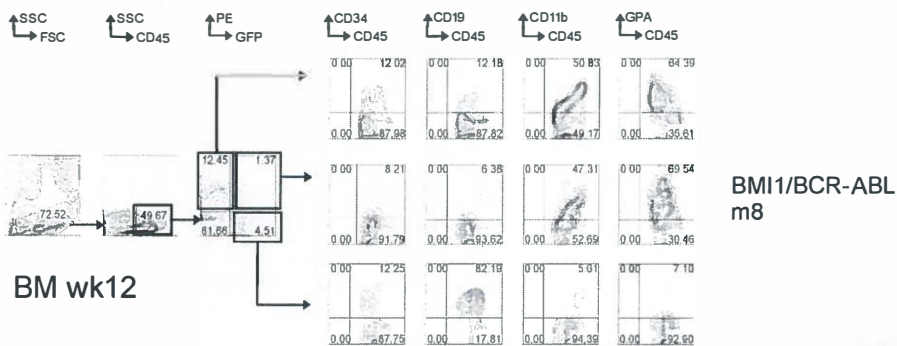 SSC SSC PE CD34 CD19 CD11b GPA
FSC CD45 GFP CD45 CD45 CD45 CD45
0 00 12 02 0 00 12 18 0 00 50 83 0 00 64 39
0.00 87.98 0.00 87.82 0.00 49.17 0.00 35.61
12.45 1.37 0 00 8 21 0 00 6 38 0 00 47 31 0 00 69 54
72.52 49 67 81.66 4.51 0.00 91.79 0.00 93.62 0.00 52.69 0.00 30.46
BMI1/BCR-ABL
m8
BM wk12
0 00 12 25 0 00 82 19 0 00 5 01 0 00 7 10
0.00 87.75 0.00 17.81 0.00 94.39 0.00 92.90